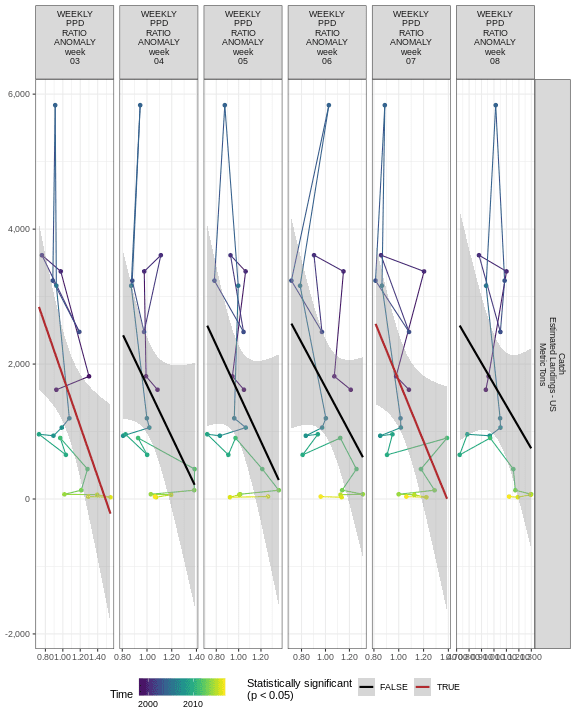 WEEKLY
PPD
RATIO
ANOMALY
week
03
WEEKLY
PPD
RATIO
ANOMALY
week
04
WEEKLY
PPD
RATIO
ANOMALY
week
05
WEEKLY
PPD
RATIO
ANOMALY
week
06
WEEKLY
PPD
RATIO
ANOMALY
week
07
WEEKLY
PPD
RATIO
ANOMALY
week
08
6,000
4,000
2,000
0
-2,000
Catch
Estimated Landings - US
Metric Tons
0.80 1.00 1.20 1.40
0.80 1.00 1.20 1.40
0.80 1.00 1.20
0.80 1.00 1.20
0.80 1.00 1.20
Time
2000 2010
Statistically significant
(p < 0.05)
FALSE
TRUE